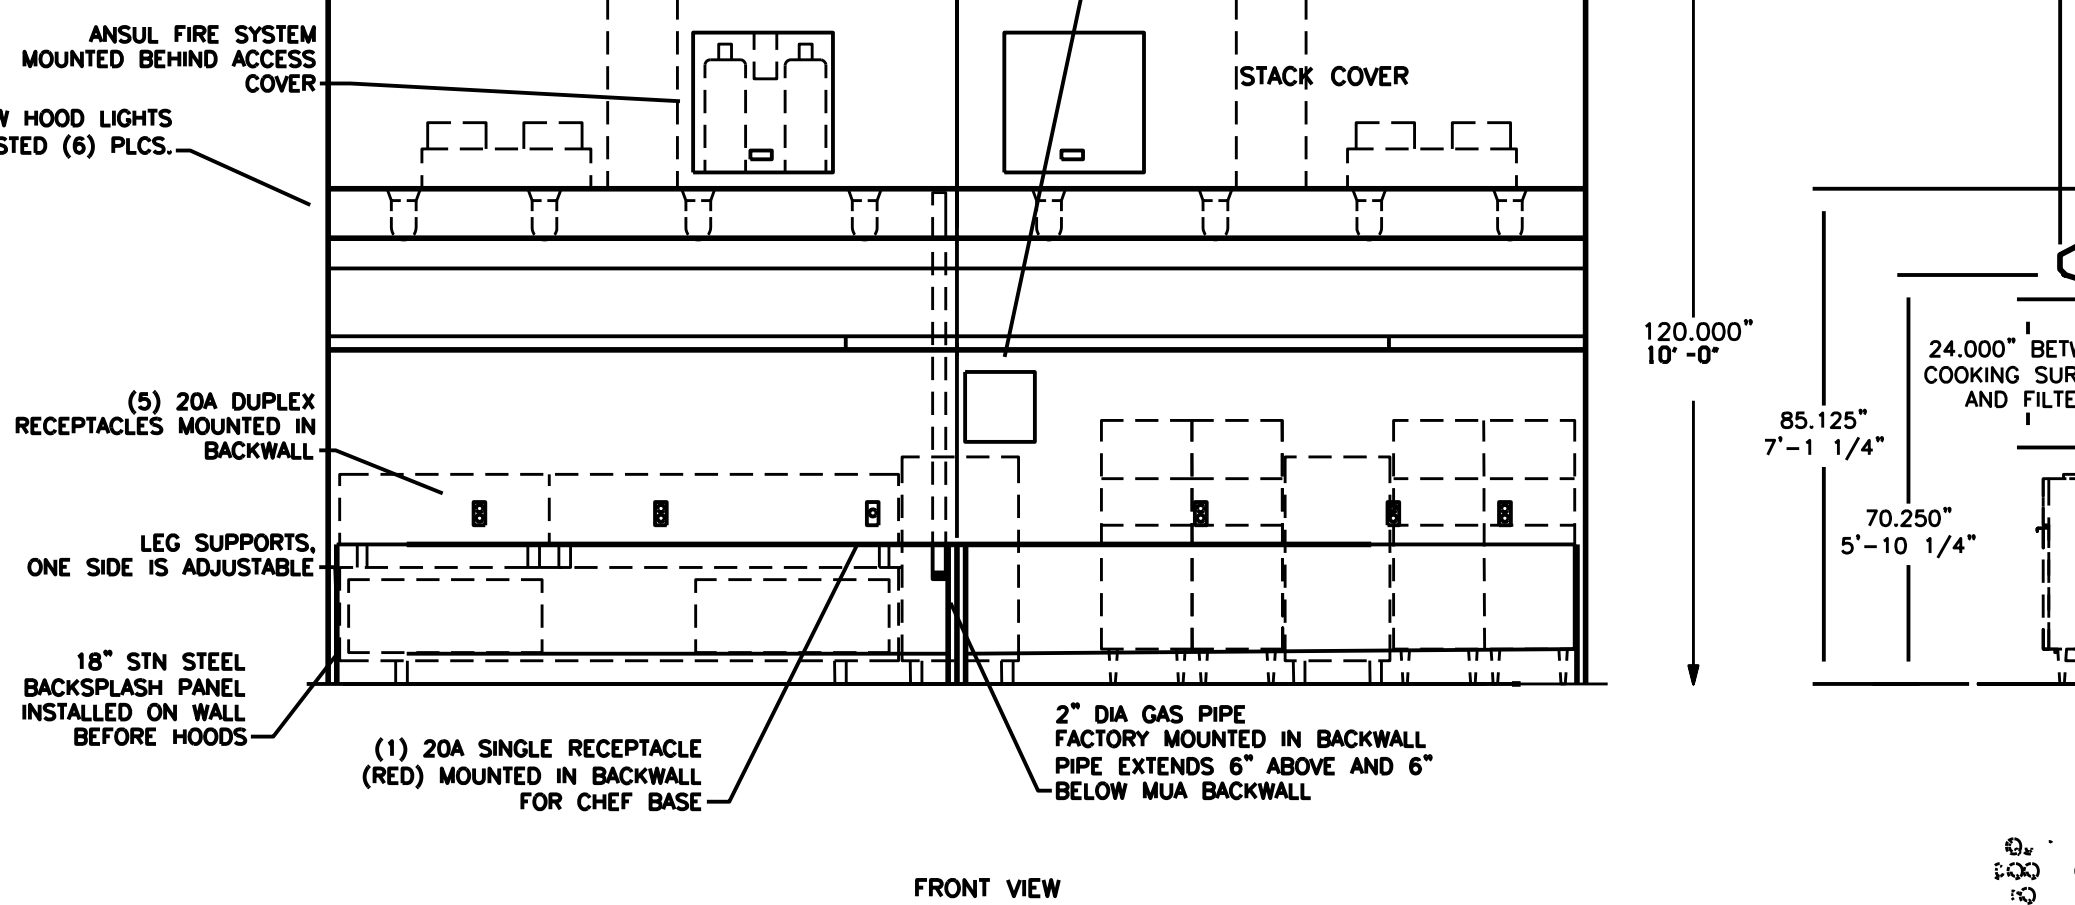 ANSUL FIRE SYSTEM
MOUNTED BEHIND ACCESS
COVER
HOOD LIGHTS
(6) PLCS.
STACK COVER
(5) 20A DUPLEX
RECEPTACLES MOUNTED IN
BACKWALL
LEG SUPPORTS,
ONE SIDE IS ADJUSTABLE
18" STN STEEL
BACKSPLASH PANEL
INSTALLED ON WALL
BEFORE HOODS
(1) 20A SINGLE RECEPTACLE
(RED) MOUNTED IN BACKWALL
FOR CHEF BASE
2" DIA GAS PIPE
FACTORY MOUNTED IN BACKWALL
PIPE EXTENDS 6" ABOVE AND 6"
BELOW MUA BACKWALL
FRONT VIEW
120.000"
10'-0"
85.125"
7'-1 1/4"
70.250"
5'-10 1/4"
24.000"
COOKING
AND